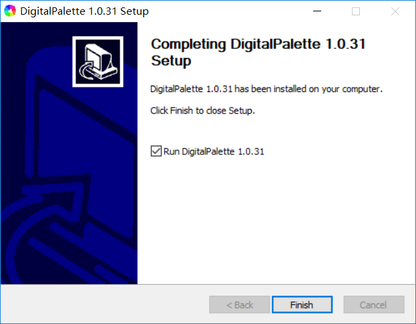 DigitalPalette 1.0.31 Setup
Completing DigitalPalette 1.0.31
Setup
DigitalPalette 1.0.31 has been installed on your computer.
Click Finish to close Setup.
Run DigitalPalette 1.0.31
< Back
Finish
Cancel